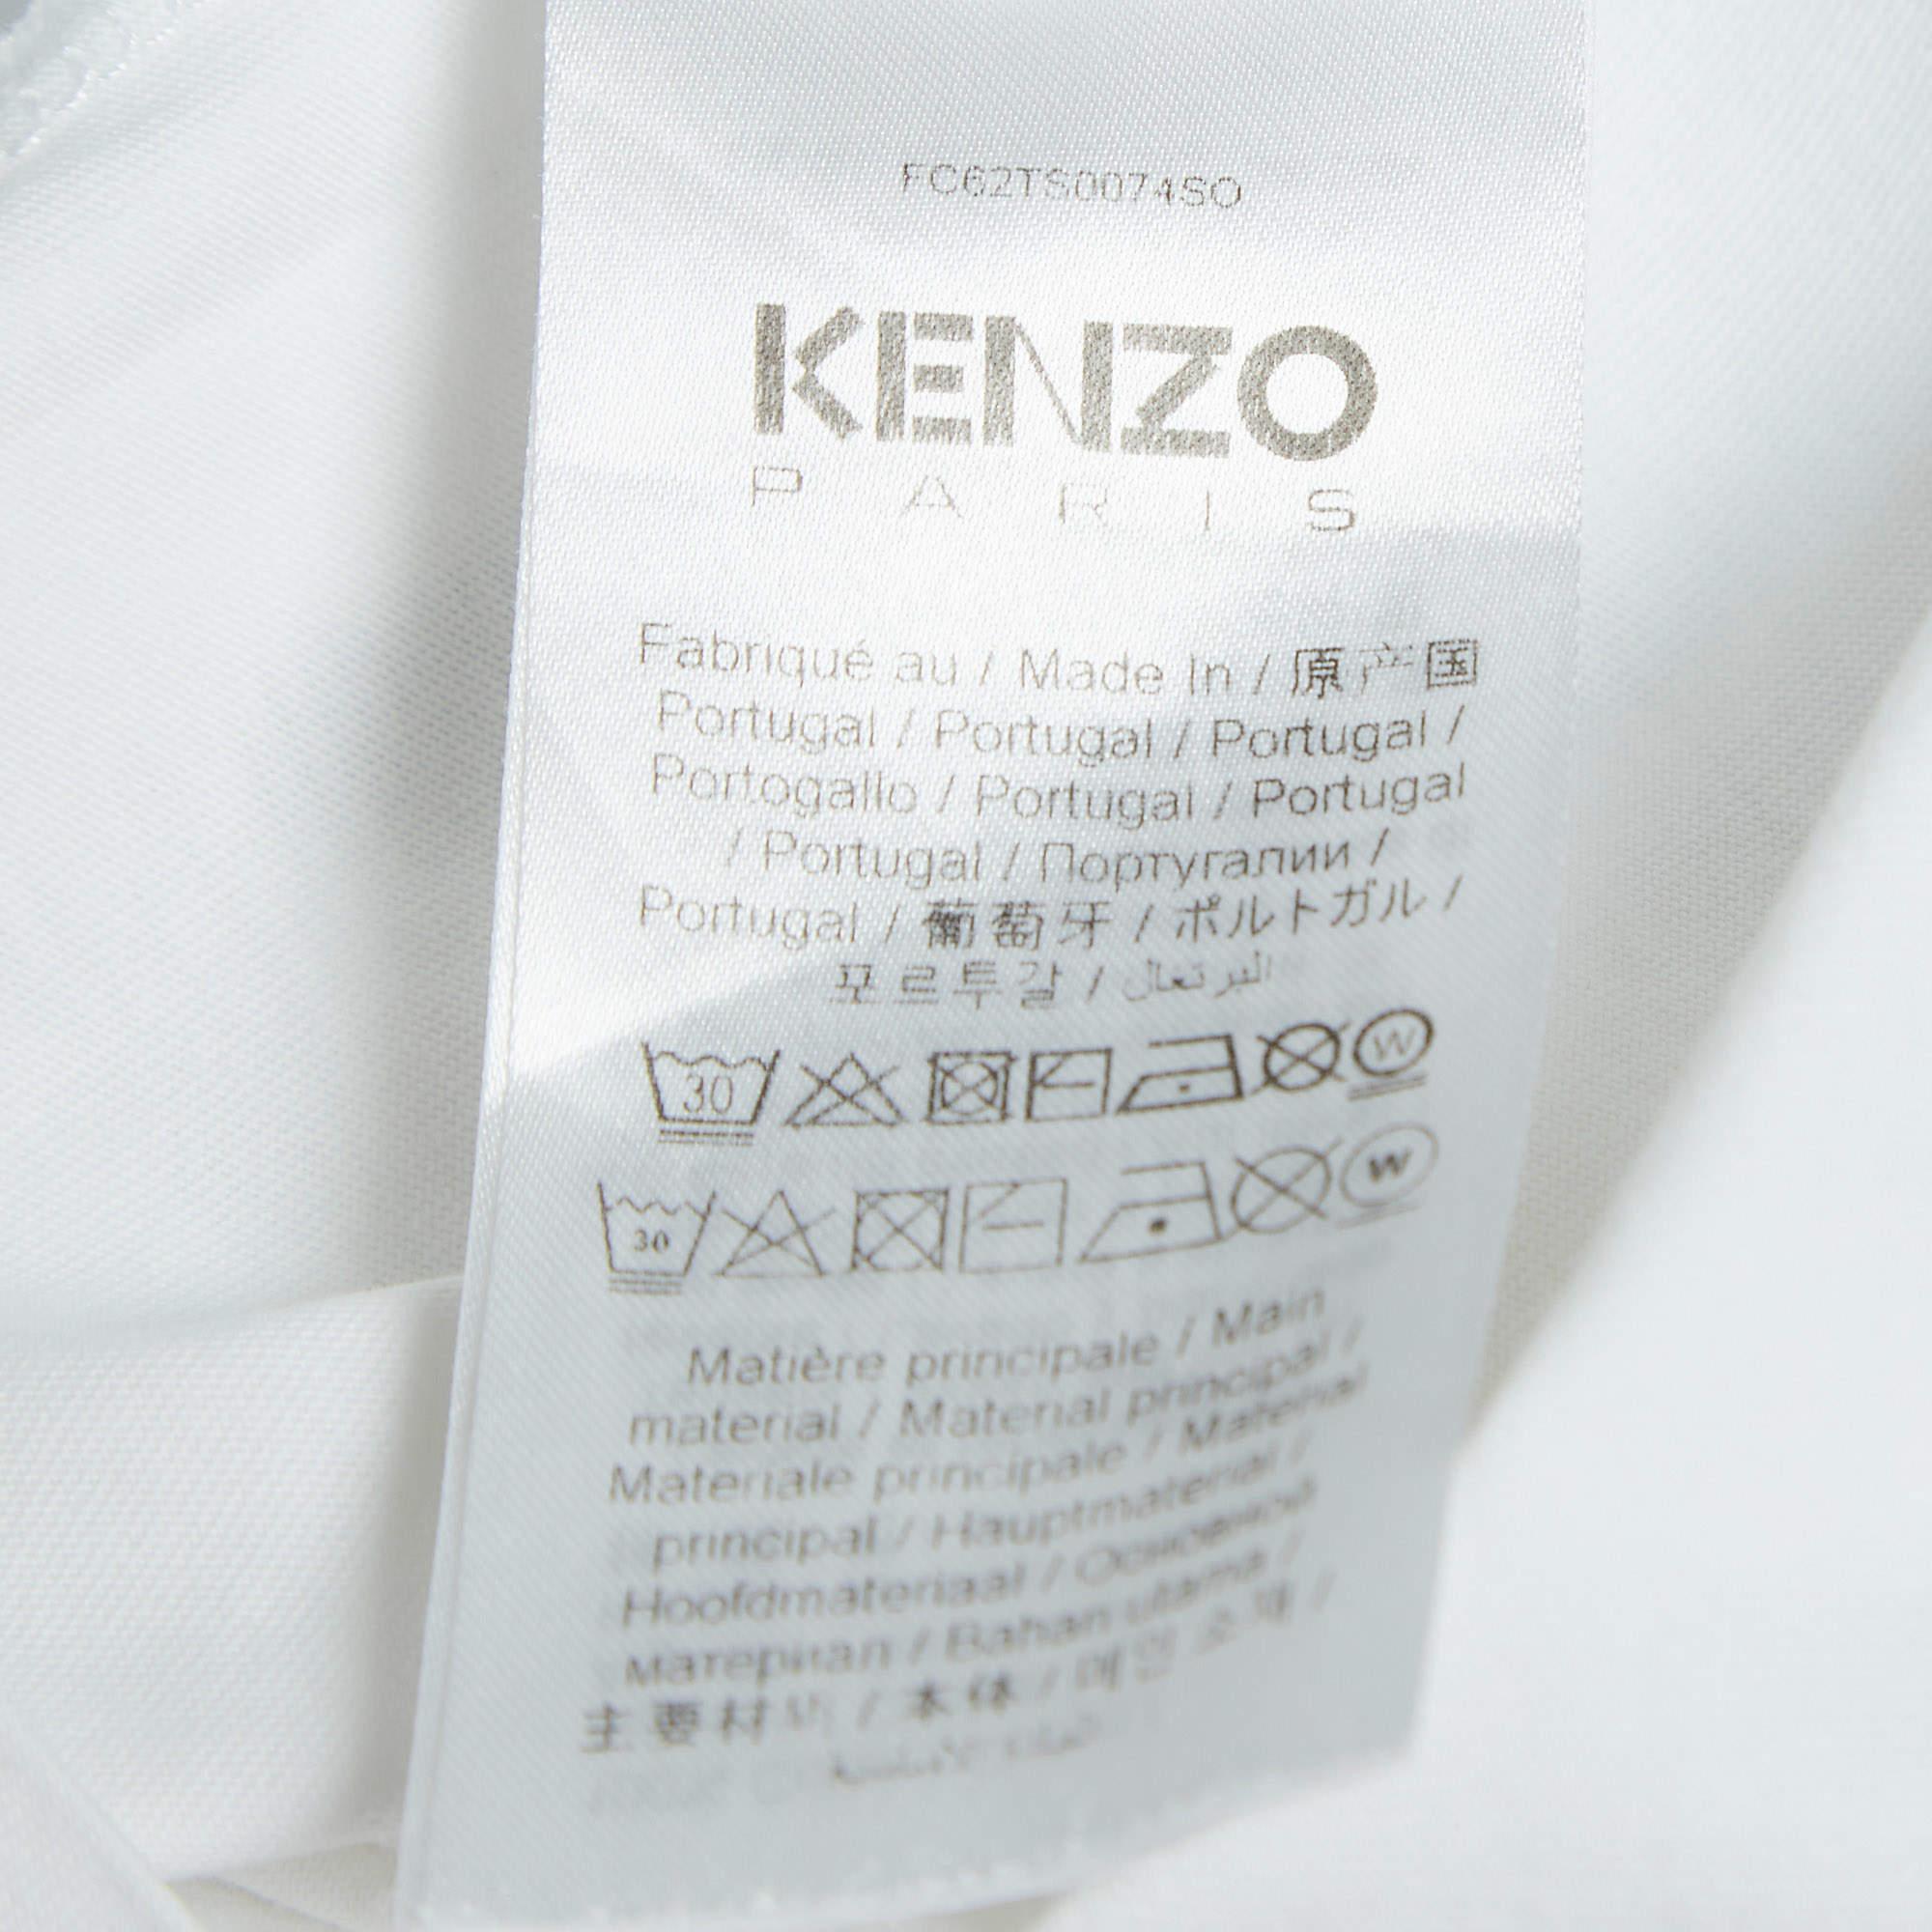 FC62TS0074SO
KENZO
PARIS
Fabriqué au / Made In / 原产国
Portugal / Portugal / Portugal /
Portogallo / Portugal / Portugal
/ Portugal / Португалии /
Portugal / 葡萄牙 / ポルトガル /
포르투갈 / البرتغال
30 W
30 W
Matière principale / Main
material / Material principal /
Materiale principale / Material
principal / Hauptmaterial /
Hoofdmateriaal / Основной
материал / Bahan utama /
主要材料 / 本体 / 메인 소재 /